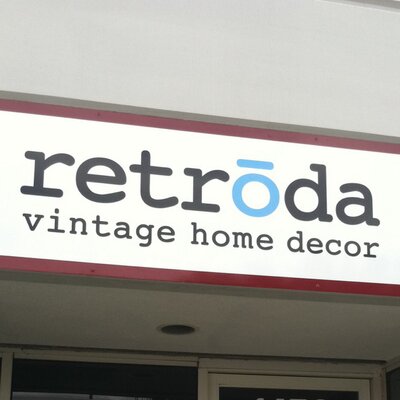 retrōda
vintage home decor